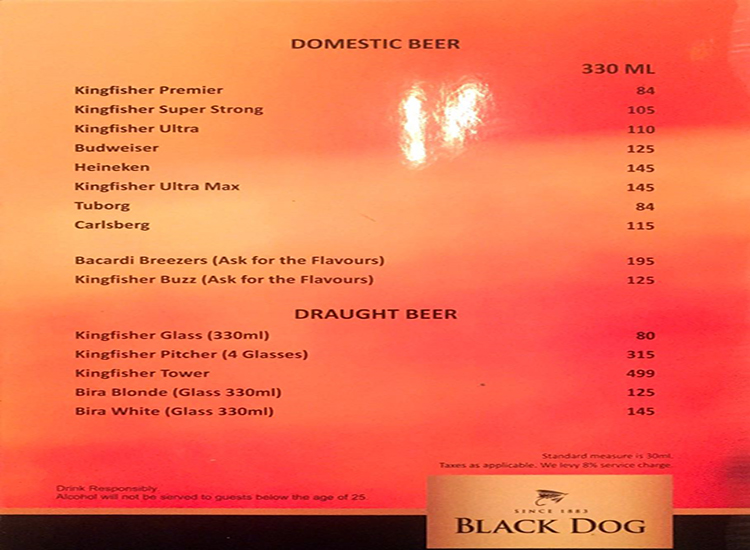 DOMESTIC BEER
330 ML
Kingfisher Premier 84
Kingfisher Super Strong 105
Kingfisher Ultra 110
Budweiser 125
Heineken 145
Kingfisher Ultra Max 145
Tuborg 84
Carlsberg 115
Bacardi Breezers (Ask for the Flavours) 195
Kingfisher Buzz (Ask for the Flavours) 125
DRAUGHT BEER
Kingfisher Glass (330ml) 80
Kingfisher Pitcher (4 Glasses) 315
Kingfisher Tower 499
Bira Blonde (Glass 330ml) 125
Bira White (Glass 330ml) 145
Standard measure is 30ml.
Taxes as applicable. We levy 8% service charge.
Drink Responsibly
Alcohol will not be served to guests below the age of 25.
SINCE 1883
BLACK DOG